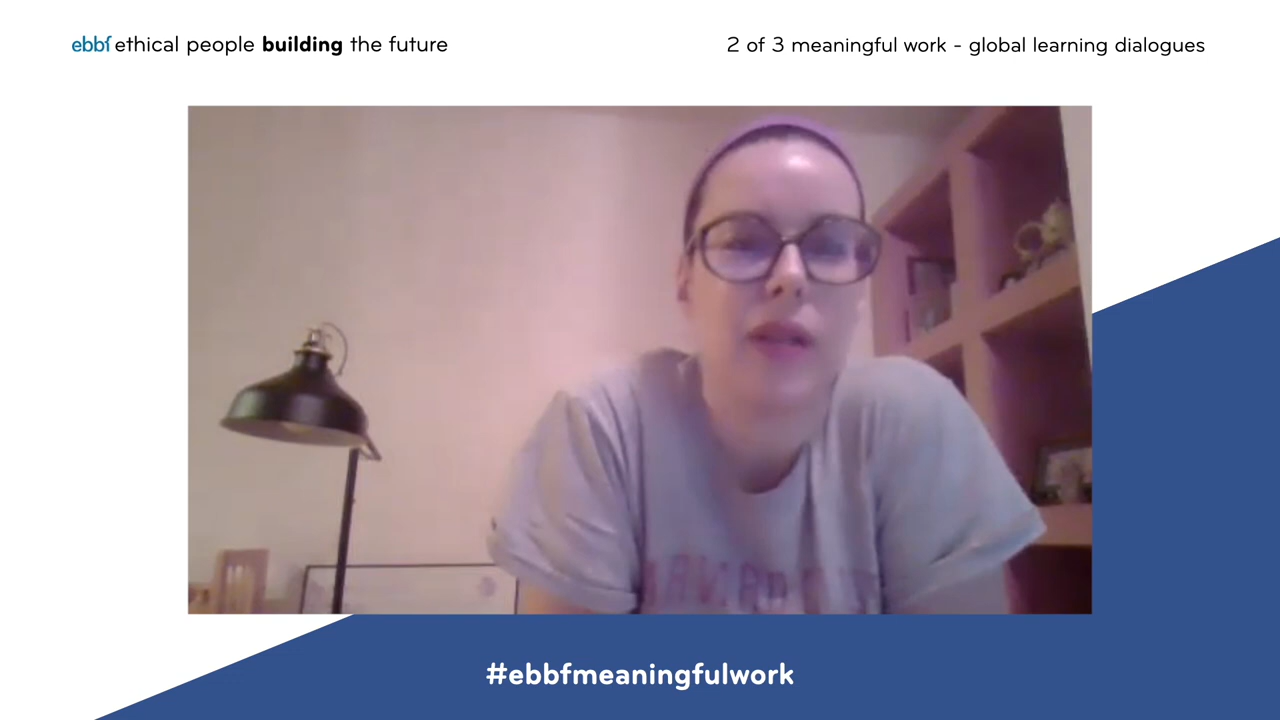 ebbf ethical people building the future
2 of 3 meaningful work - global learning dialogues
#ebbfmeaningfulwork